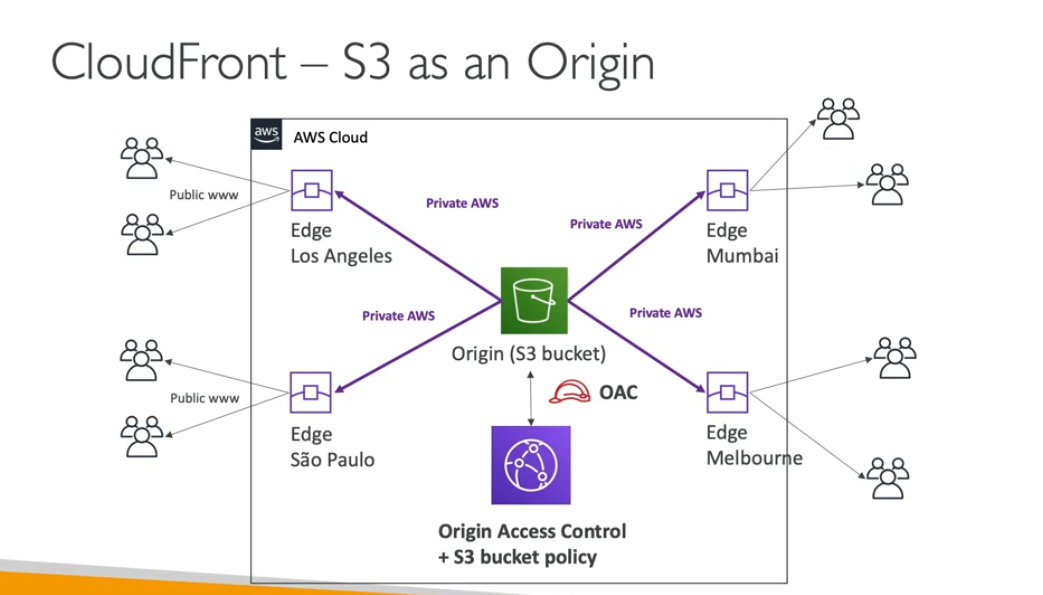 CloudFront – S3 as an Origin
aws
AWS Cloud
Public www
Edge
Los Angeles
Private AWS
Private AWS
Edge
Mumbai
Private AWS
Private AWS
Origin (S3 bucket)
OAC
Public www
Edge
São Paulo
Edge
Melbourne
Origin Access Control
+ S3 bucket policy